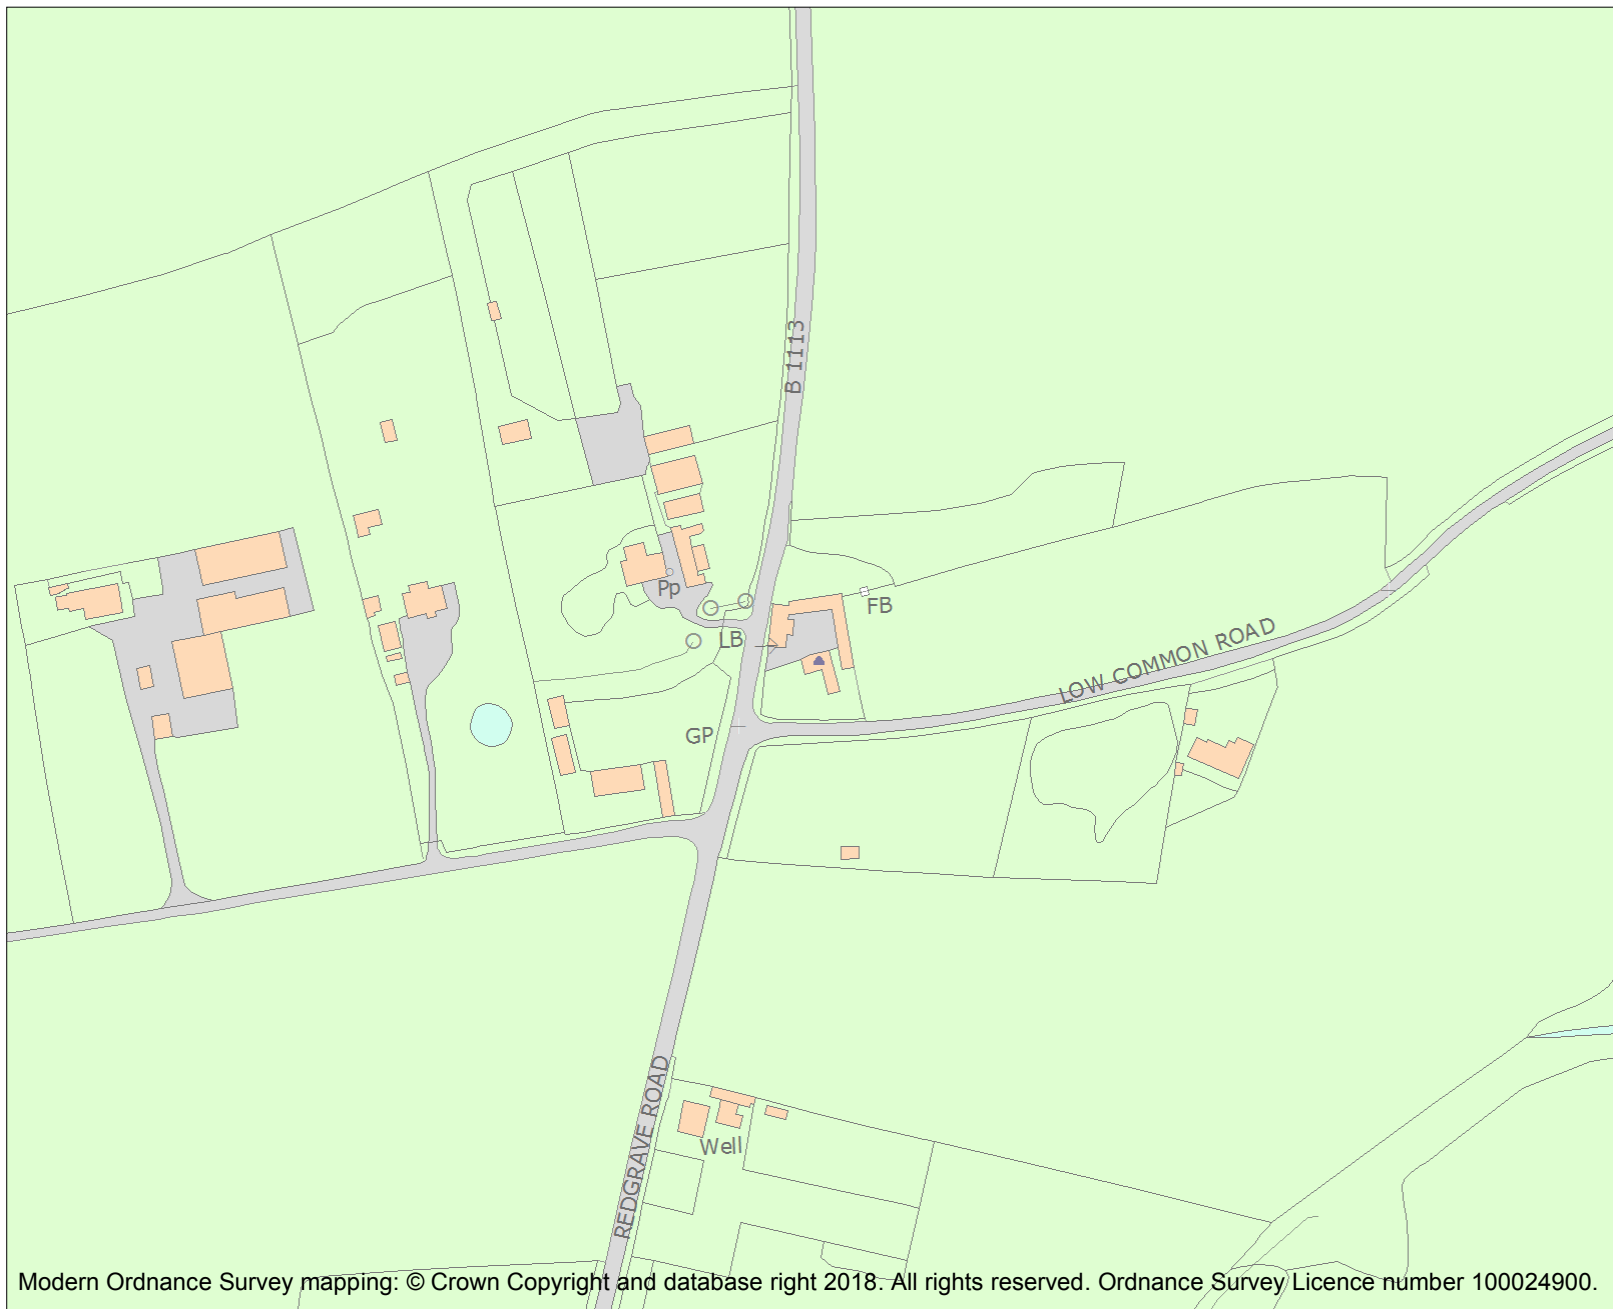 B 1113
Pp
FB
LB
LOW COMMON ROAD
GP
REDGRAVE ROAD
Well
Modern Ordnance Survey mapping: © Crown Copyright and database right 2018. All rights reserved. Ordnance Survey Licence number 100024900.